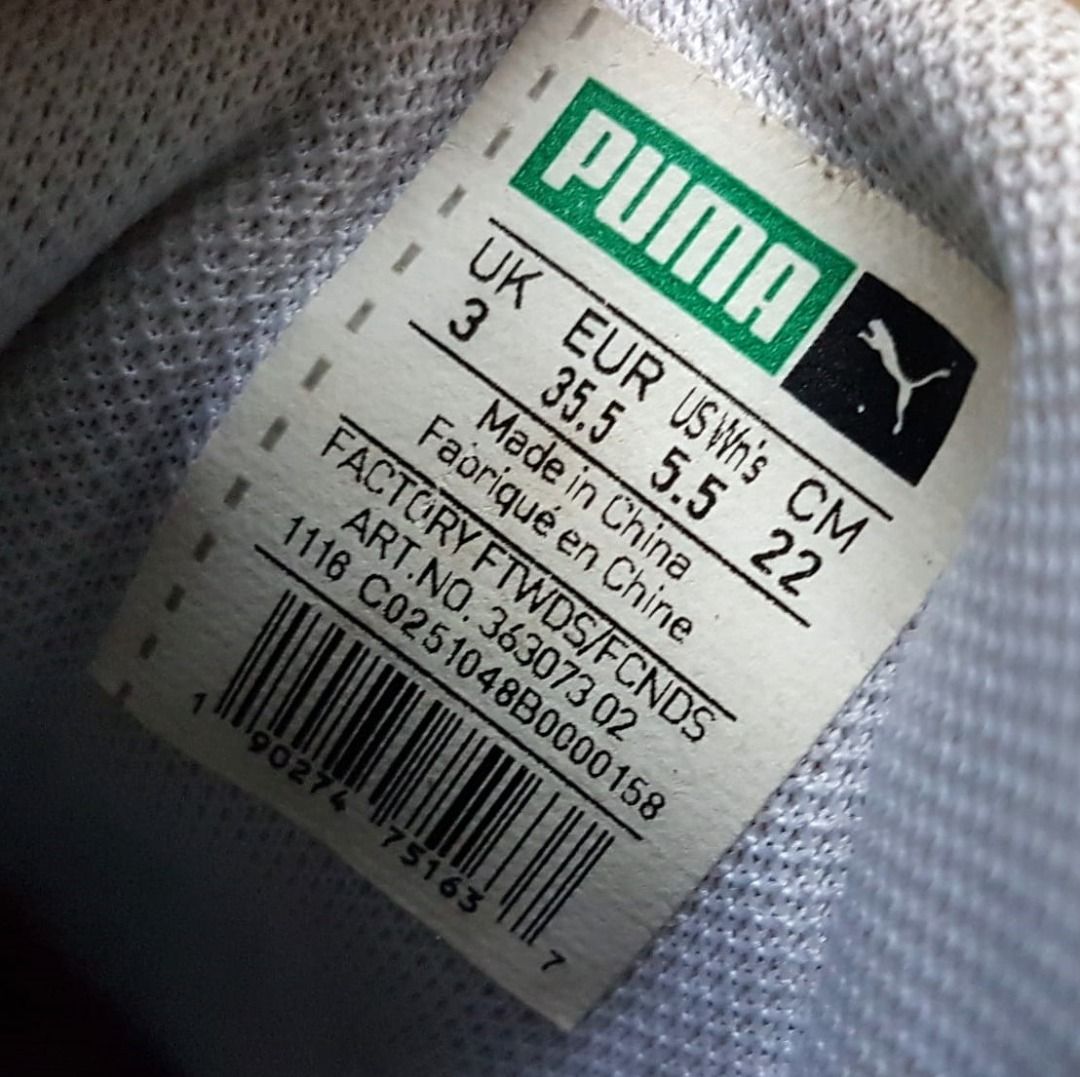 PUMA
UK EUR US Wn's CM
3 35.5 5.5 22
Made in China
Fabriqué en Chine
FACTORY FTWDS/FCNDS
ART.NO. 363073 02
1116 C0251048B0000158
1 90274 75163 7